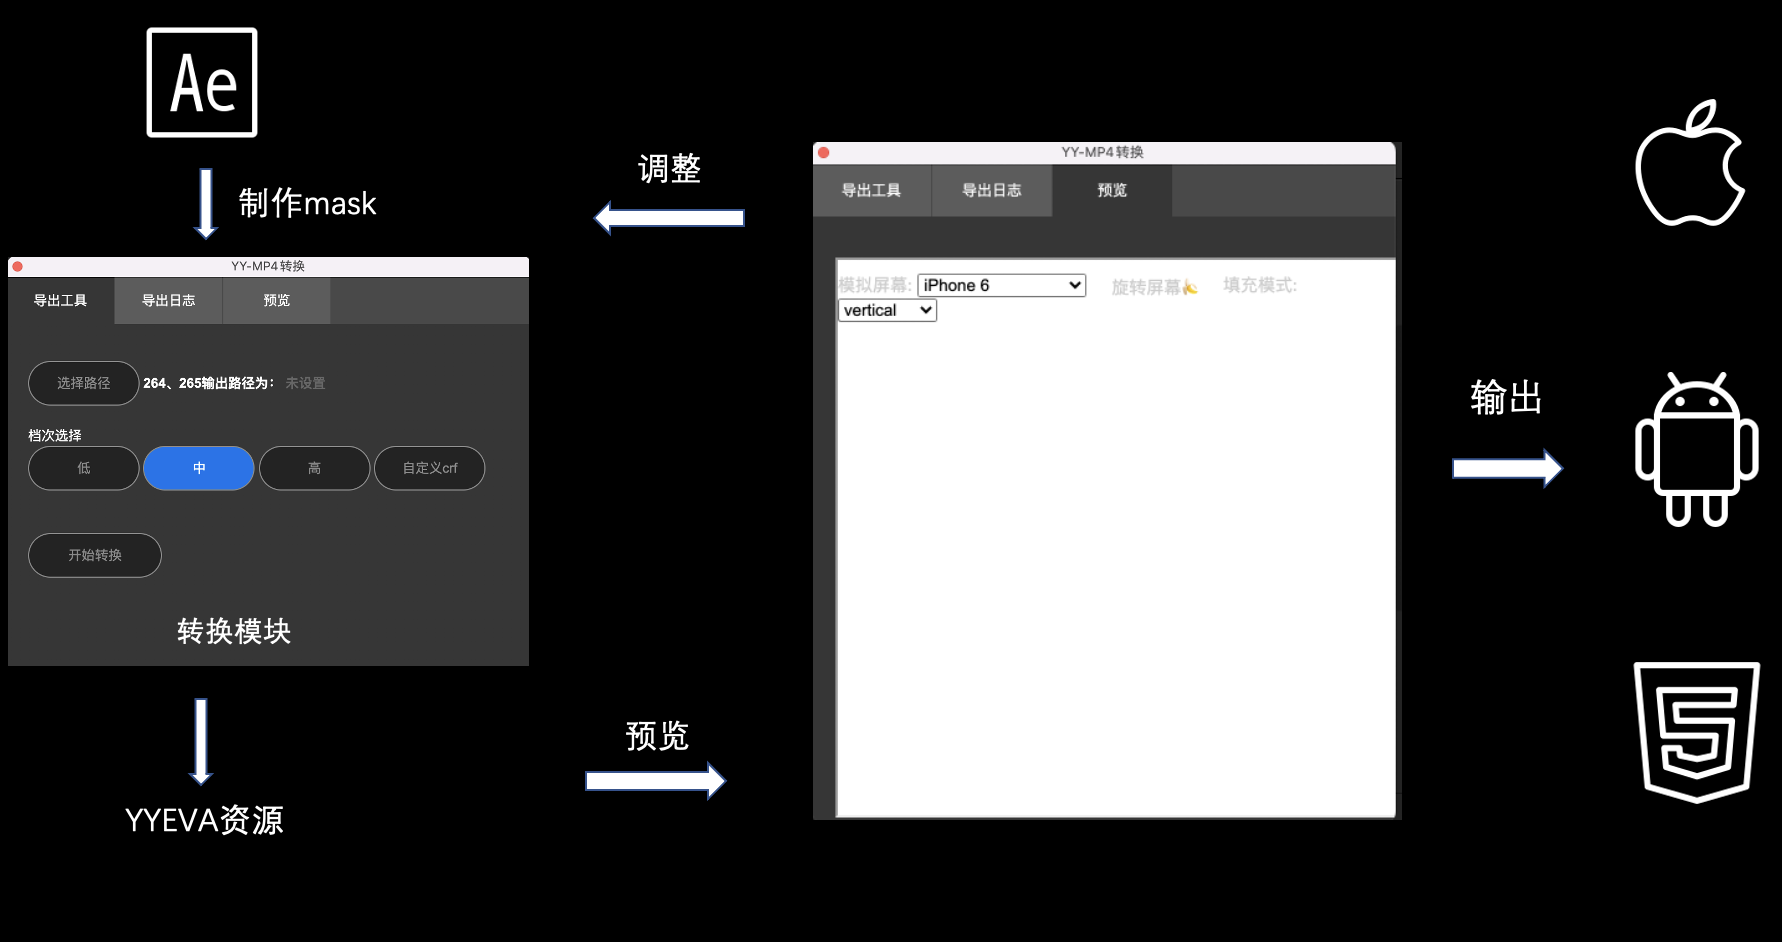 Ae
制作mask
YY-MP4转换
导出工具
导出日志
预览
选择路径
264、265输出路径为：
未设置
档次选择
低
中
高
自定义crf
开始转换
转换模块
YYEVA资源
调整
预览
YY-MP4转换
导出工具
导出日志
预览
模拟屏幕:
iPhone 6
旋转屏幕
填充模式:
vertical
输出
5